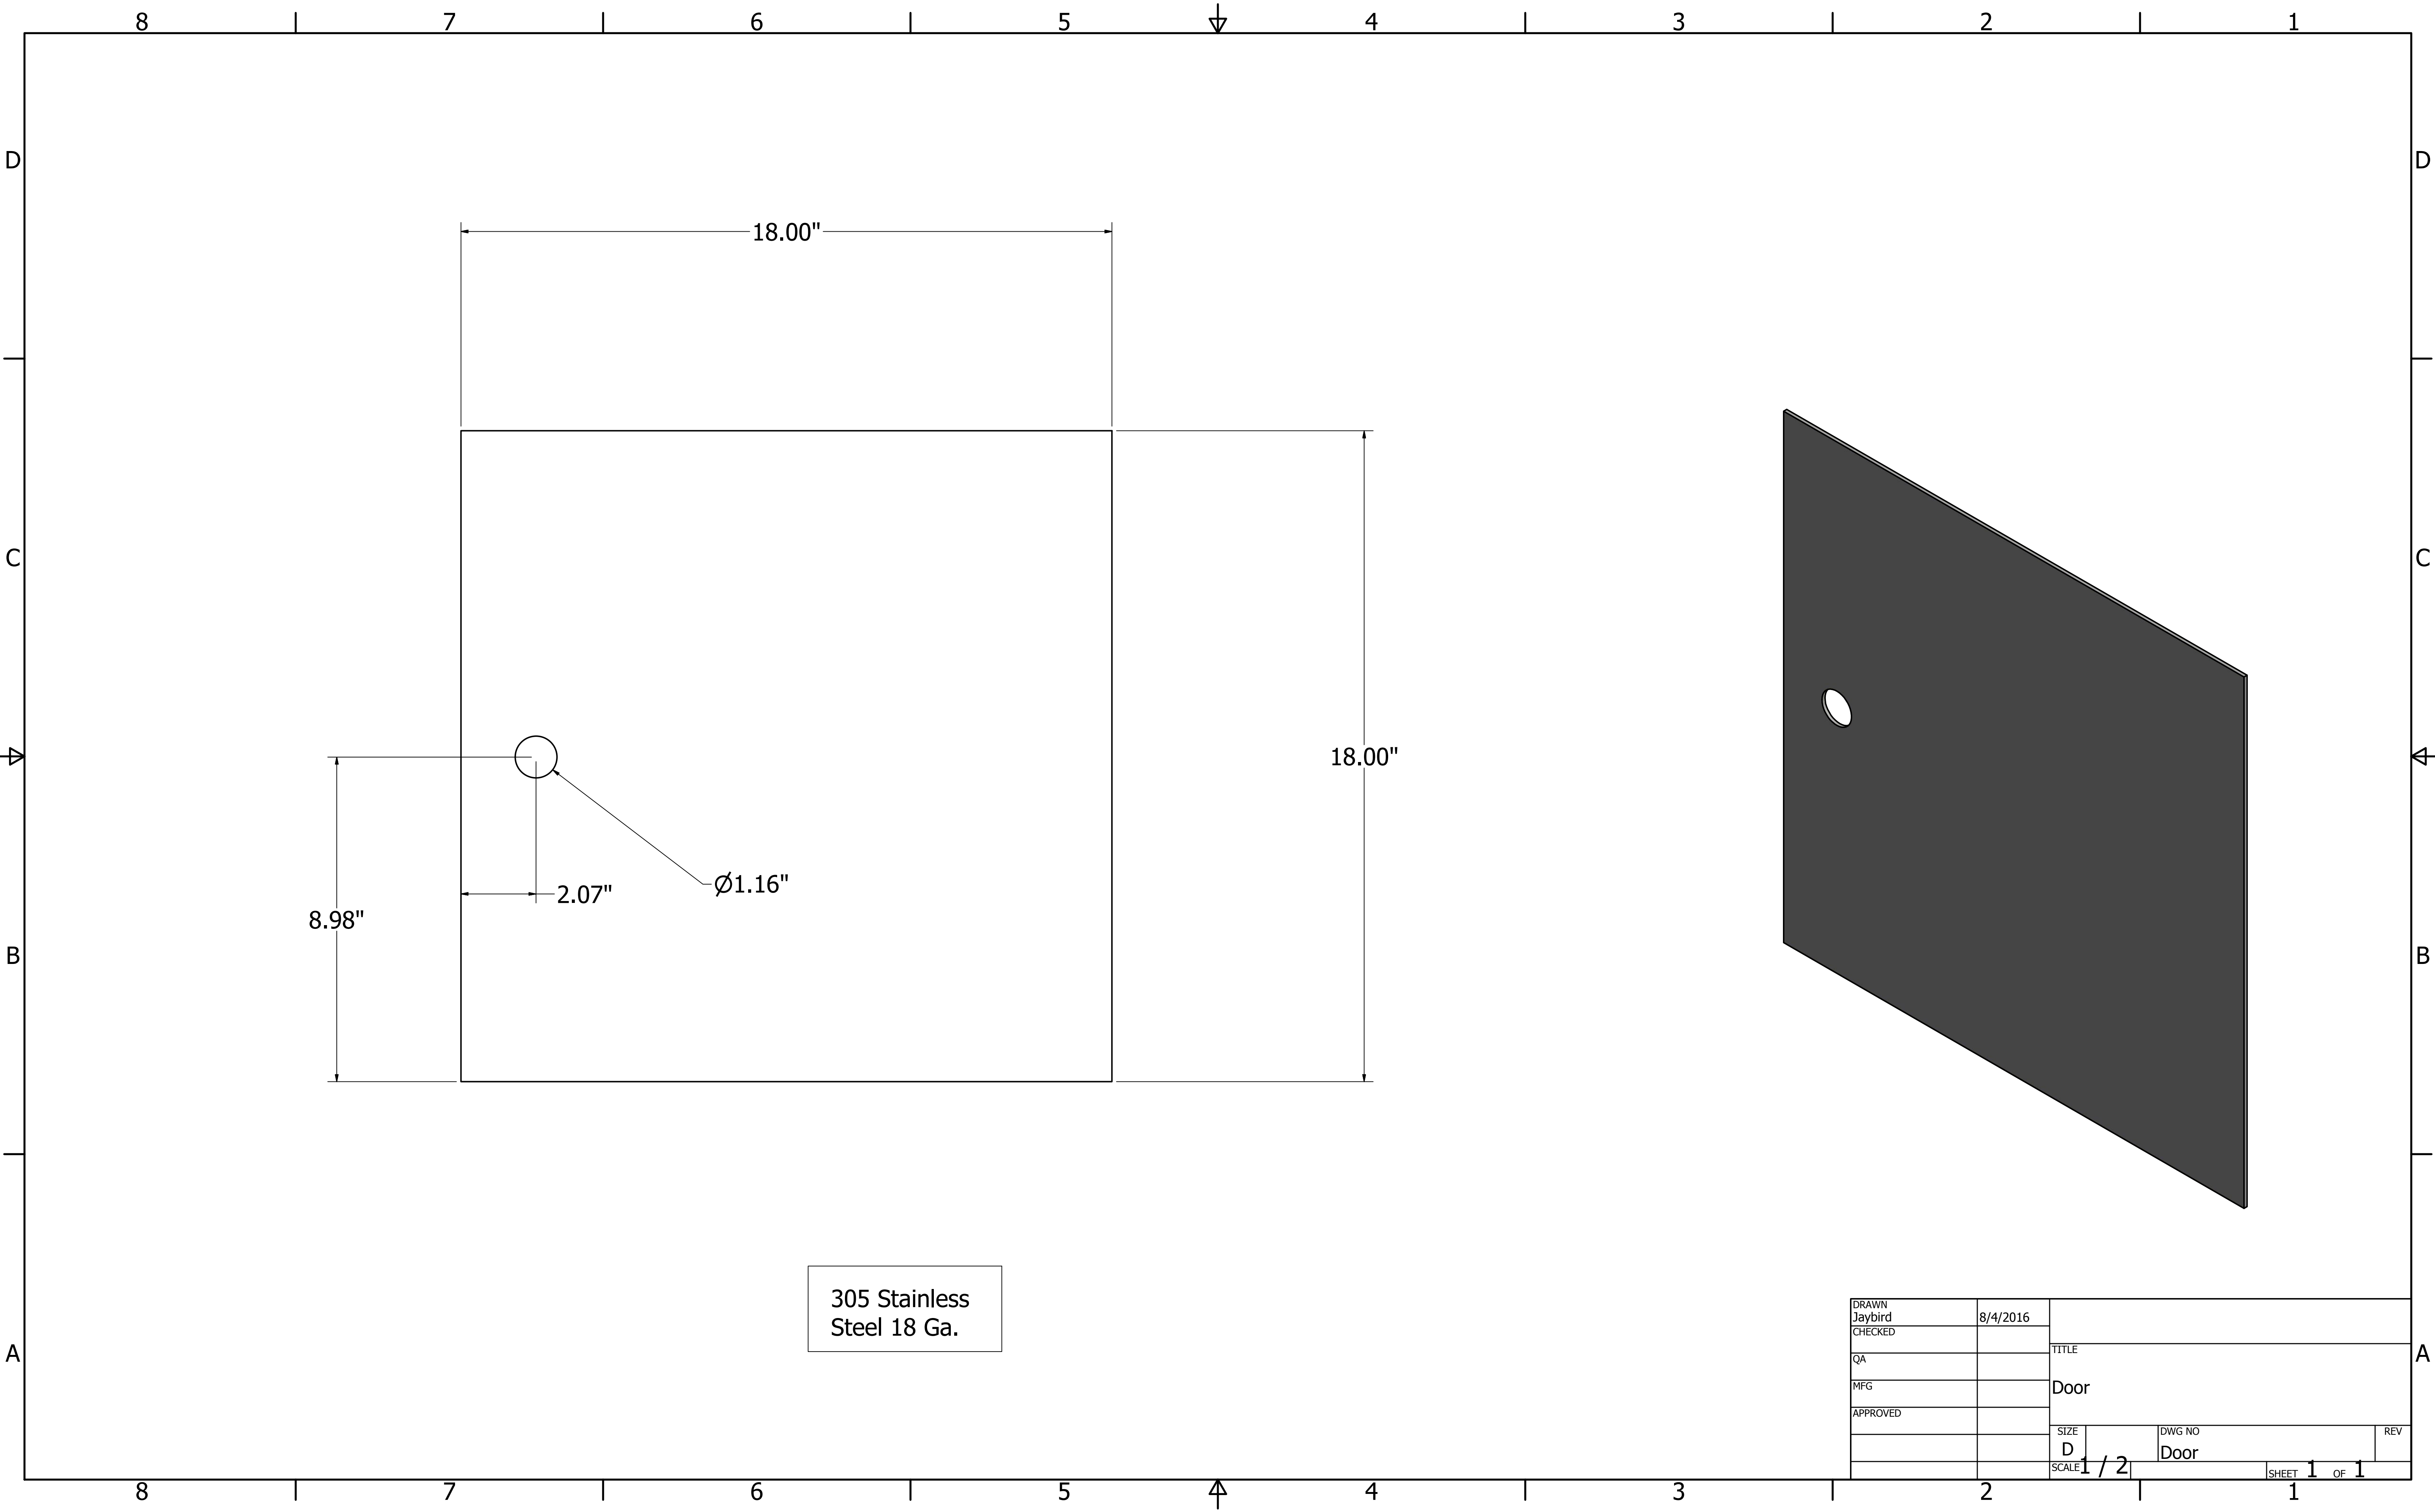 8 7 6 5 4 3 2 1
D D
18.00"
C C
18.00"
⌀1.16"
2.07"
8.98"
B B
305 Stainless
Steel 18 Ga.
A A
DRAWN
Jaybird 8/4/2016
CHECKED
QA
MFG
APPROVED
TITLE
Door
SIZE
D
DWG NO
Door
REV
SCALE 1 / 2
SHEET 1 OF 1
8 7 6 5 4 3 2 1